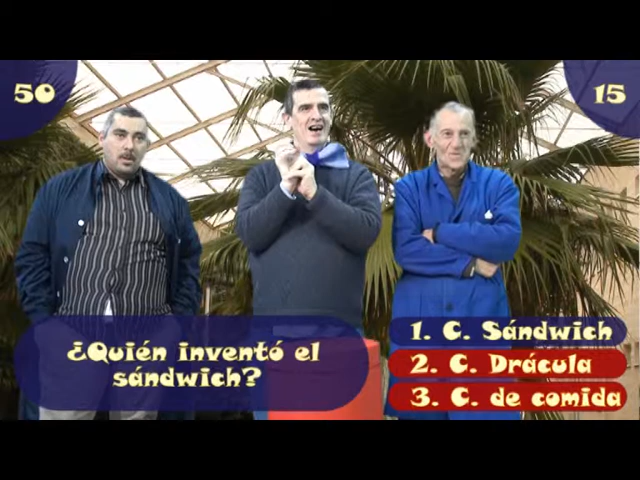 50
15
¿Quién inventó el
sándwich?
1. C. Sándwich
2. C. Drácula
3. C. de comida